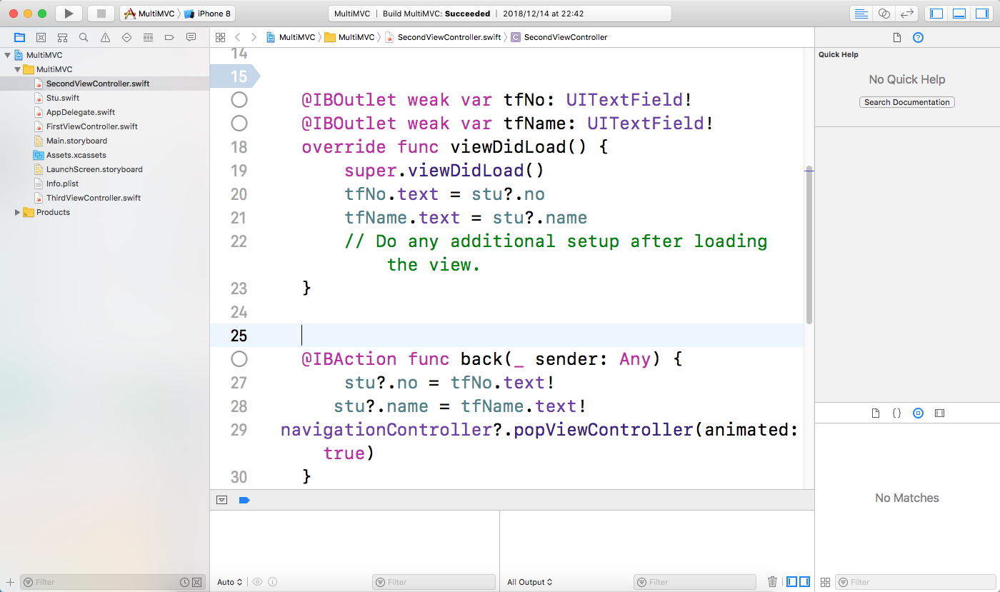 MultiMVC
iPhone 8
MultiMVC | Build MultiMVC: Succeeded | 2018/12/14 at 22:42
MultiMVC
MultiMVC
SecondViewController.swift
Stu.swift
AppDelegate.swift
FirstViewController.swift
Main.storyboard
Assets.xcassets
LaunchScreen.storyboard
Info.plist
ThirdViewController.swift
Products
Filter
MultiMVC
MultiMVC
SecondViewController.swift
C SecondViewController
14
15
@IBOutlet weak var tfNo: UITextField!
@IBOutlet weak var tfName: UITextField!
18 override func viewDidLoad() {
19 super.viewDidLoad()
20 tfNo.text = stu?.no
21 tfName.text = stu?.name
22 // Do any additional setup after loading
the view.
23 }
24
25
@IBAction func back(_ sender: Any) {
27 stu?.no = tfNo.text!
28 stu?.name = tfName.text!
29 navigationController?.popViewController(animated:
true)
30 }
Auto
Filter
All Output
Filter
Quick Help
No Quick Help
Search Documentation
No Matches
Filter